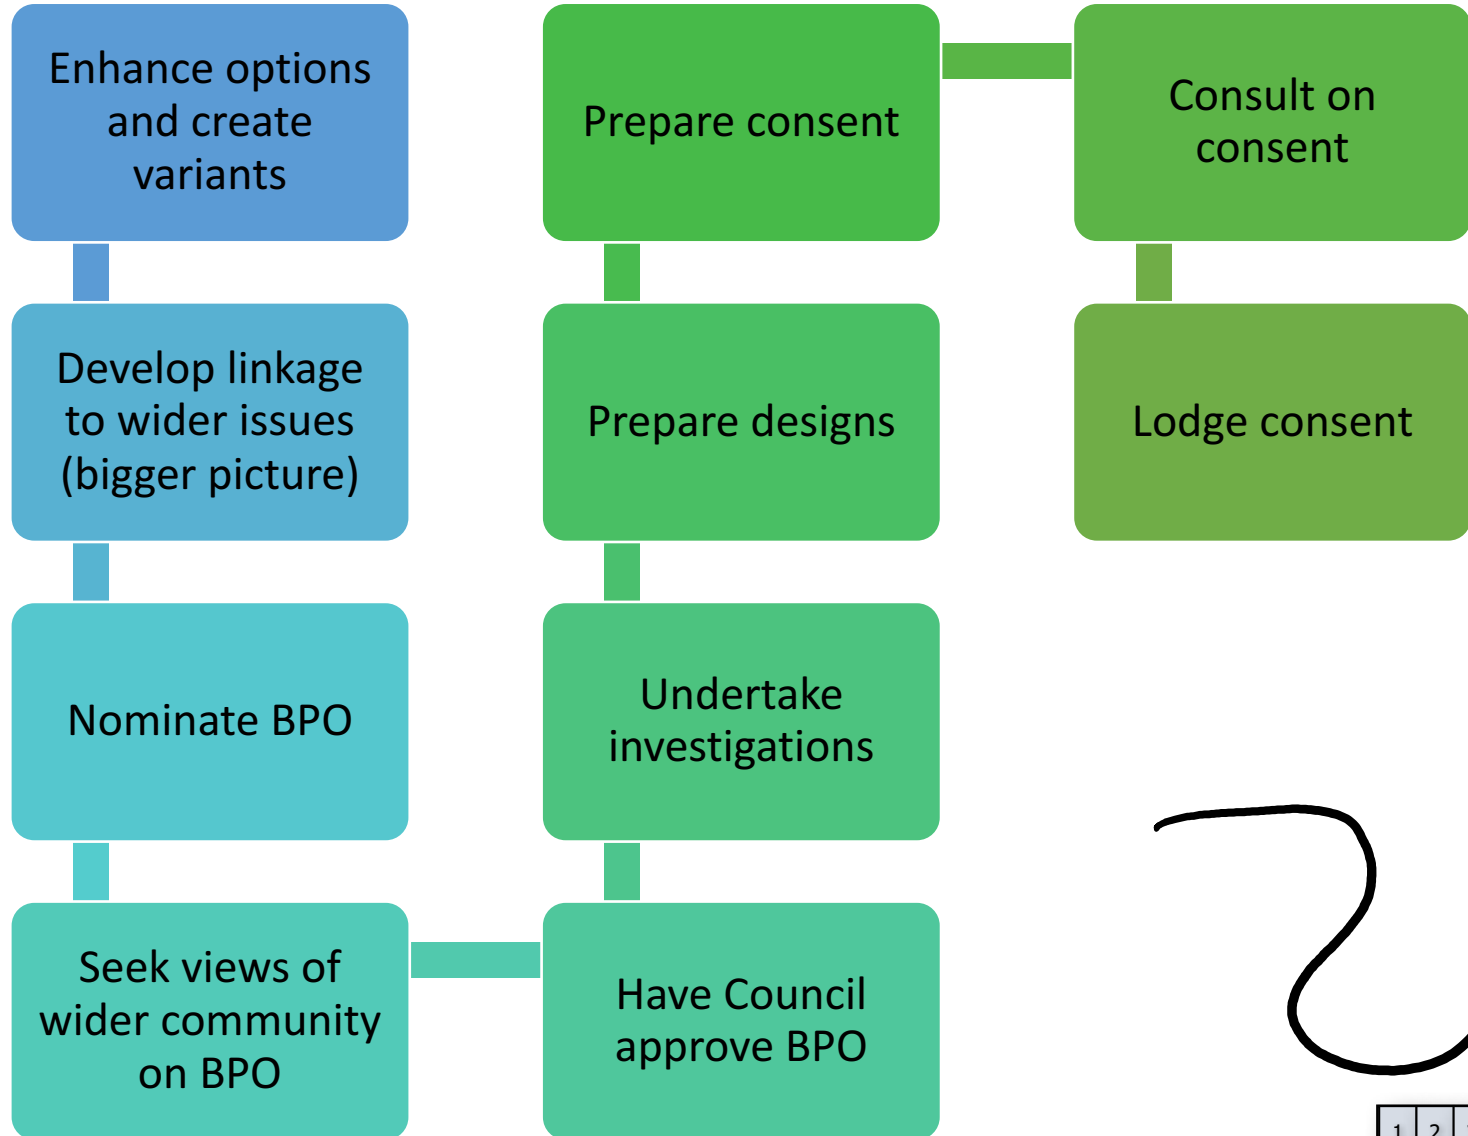 Enhance options
and create
variants
Develop linkage
to wider issues
(bigger picture)
Nominate BPO
Seek views of
wider community
on BPO
Have Council
approve BPO
Undertake
investigations
Prepare designs
Prepare consent
Consult on
consent
Lodge consent
1 2